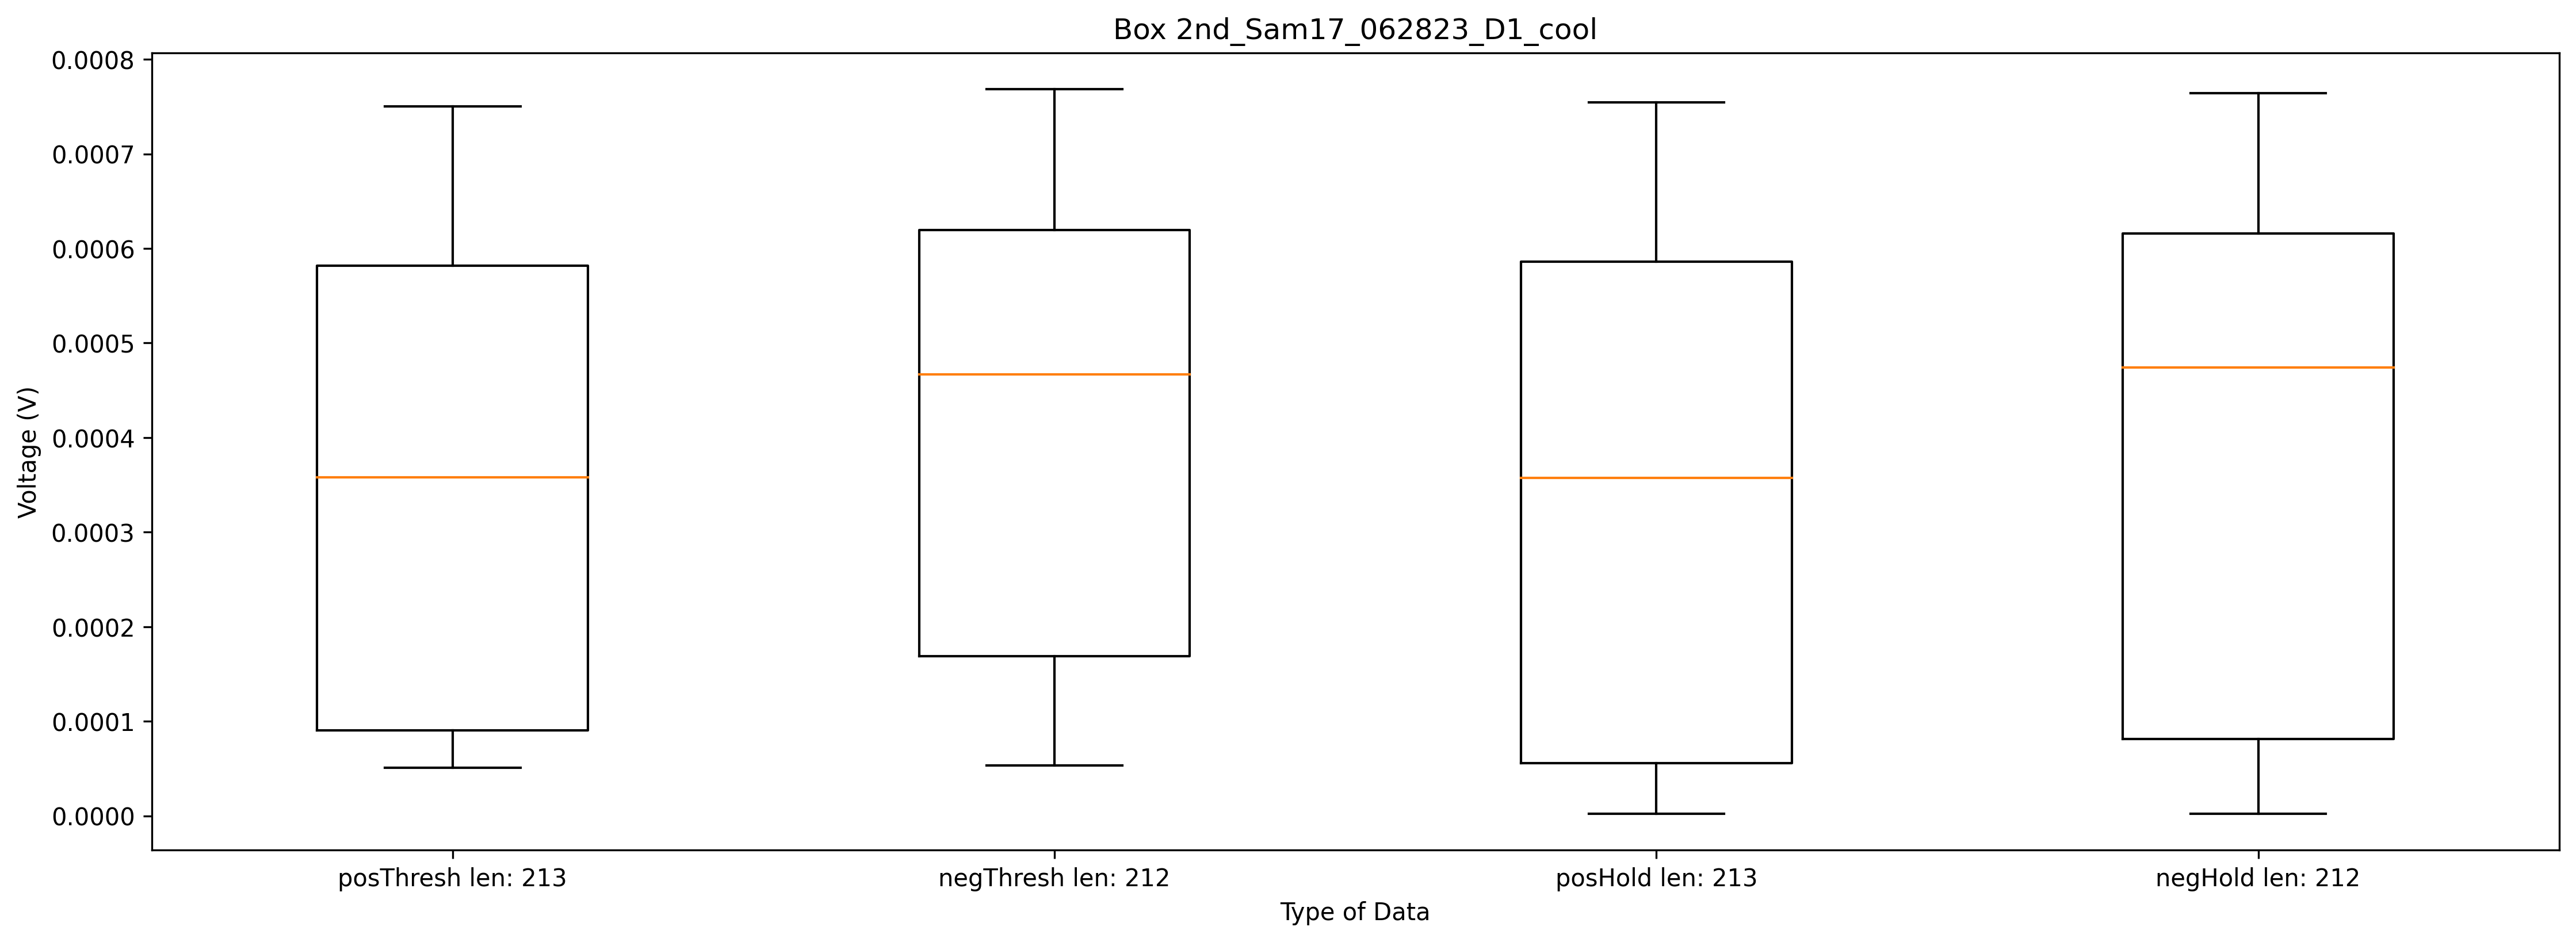 Box 2nd_Sam17_062823_D1_cool
Voltage (V)
0.0008
0.0007
0.0006
0.0005
0.0004
0.0003
0.0002
0.0001
0.0000
posThresh len: 213
negThresh len: 212
posHold len: 213
negHold len: 212
Type of Data